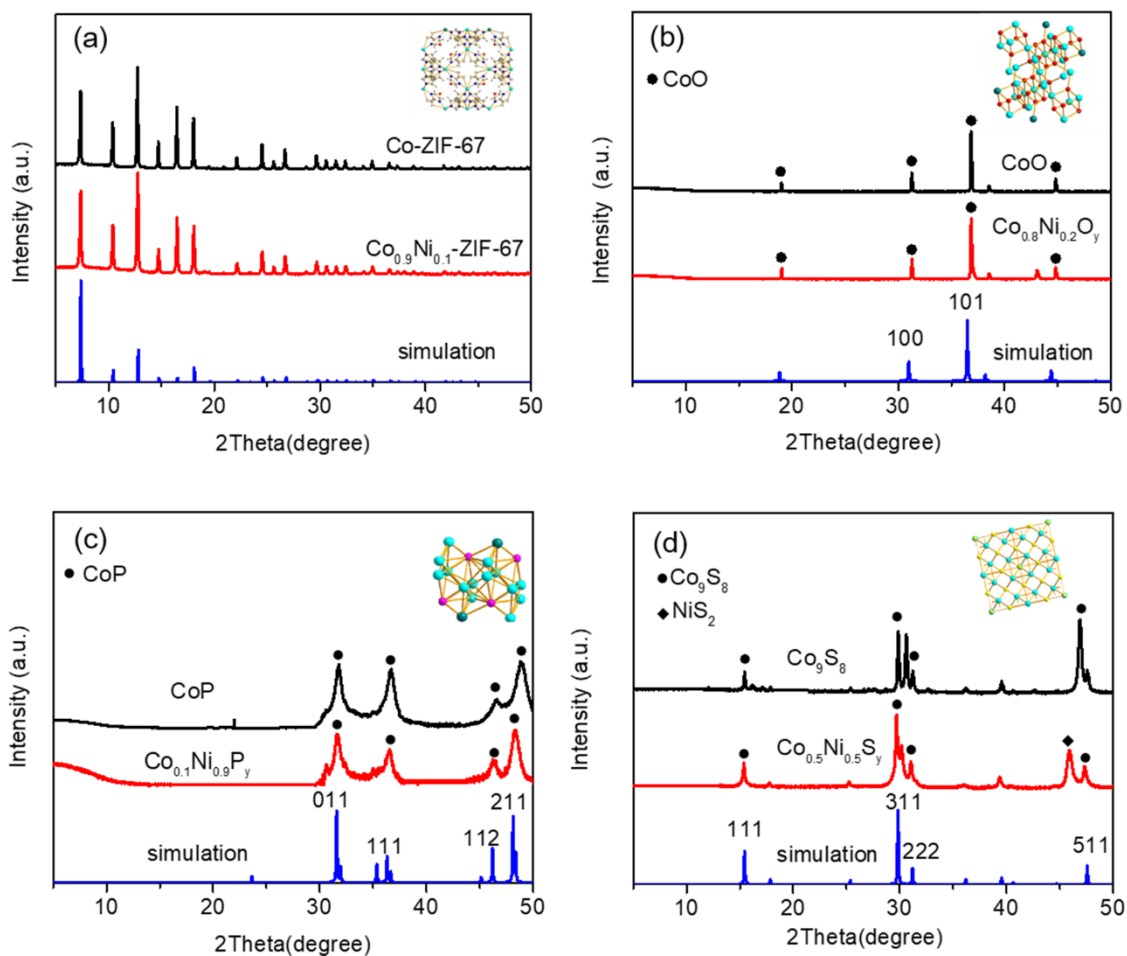 (a)
Co-ZIF-67
Co0.9Ni0.1-ZIF-67
simulation
Intensity (a.u.)
10 20 30 40 50
2Theta(degree)
(b)
CoO
CoO
Co0.8Ni0.2Oy
101
100
simulation
Intensity (a.u.)
10 20 30 40 50
2Theta(degree)
(c)
CoP
CoP
Co0.1Ni0.9Py
011
211
111
112
simulation
Intensity (a.u.)
10 20 30 40 50
2Theta(degree)
(d)
Co9S8
NiS2
Co9S8
Co0.5Ni0.5Sy
311
111
222
511
simulation
Intensity (a.u.)
10 20 30 40 50
2Theta(degree)